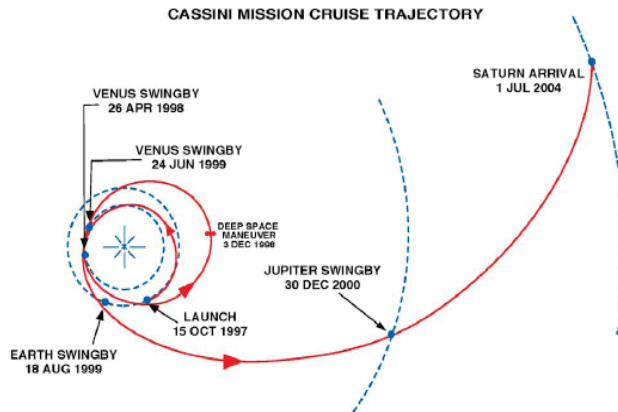 CASSINI MISSION CRUISE TRAJECTORY
VENUS SWINGBY
26 APR 1998
VENUS SWINGBY
24 JUN 1999
SATURN ARRIVAL
1 JUL 2004
DEEP SPACE
MANEUVER
3 DEC 1998
JUPITER SWINGBY
30 DEC 2000
LAUNCH
15 OCT 1997
EARTH SWINGBY
18 AUG 1999